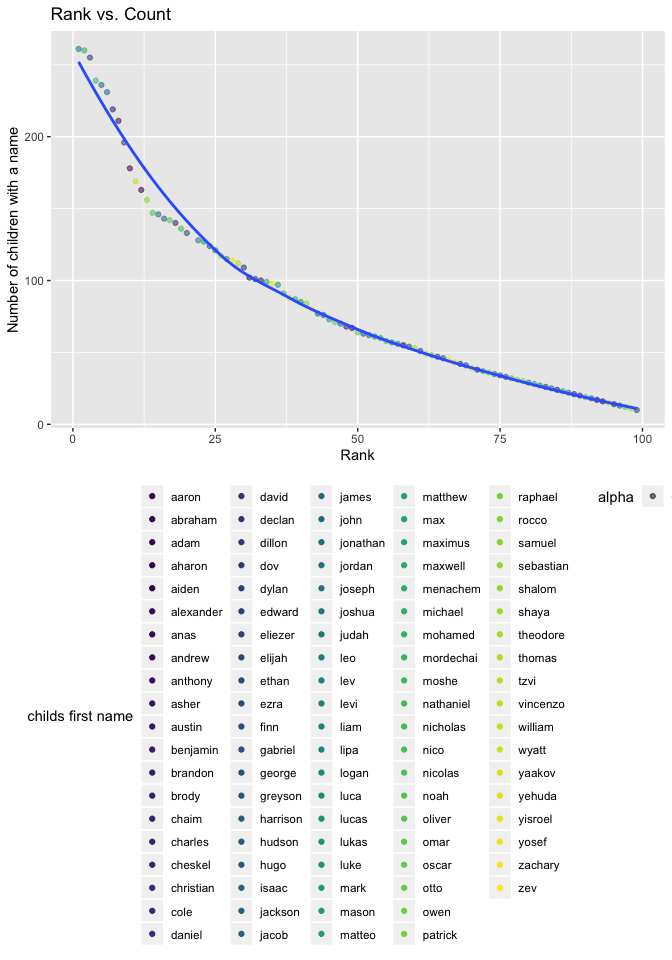 Rank vs. Count
Number of children with a name
200
100
0
0 25 50 75 100
Rank
childs first name
aaron david james matthew raphael
abraham declan john max rocco
adam dillon jonathan maximus samuel
aharon dov jordan maxwell sebastian
aiden dylan joseph menachem shalom
alexander edward joshua michael shaya
anas eliezer judah mohamed theodore
andrew elijah leo mordechai thomas
anthony ethan lev moshe tzvi
asher ezra levi nathaniel vincenzo
austin finn liam nicholas william
benjamin gabriel lipa nico wyatt
brandon george logan nicolas yaakov
brody greyson luca noah yehuda
chaim harrison lucas oliver yisroel
charles hudson lukas omar yosef
cheskel hugo luke oscar zachary
christian isaac mark otto zev
cole jackson mason owen
daniel jacob matteo patrick
alpha